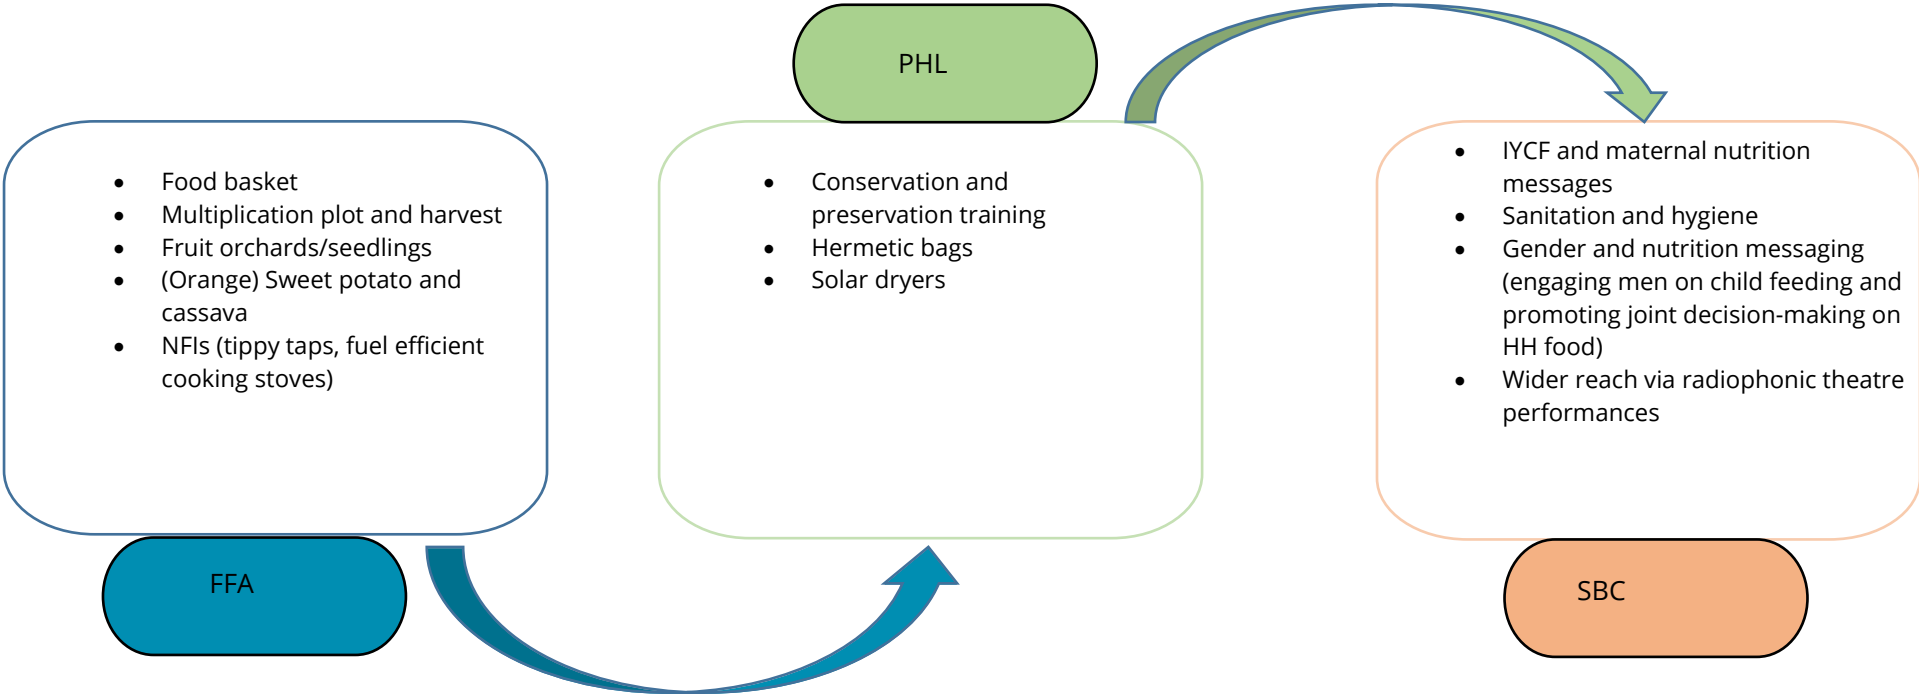 • Food basket
• Multiplication plot and harvest
• Fruit orchards/seedlings
• (Orange) Sweet potato and
cassava
• NFIs (tippy taps, fuel efficient
cooking stoves)
FFA
PHL
• Conservation and
preservation training
• Hermetic bags
• Solar dryers
• IYCF and maternal nutrition
messages
• Sanitation and hygiene
• Gender and nutrition messaging
(engaging men on child feeding and
promoting joint decision-making on
HH food)
• Wider reach via radiophonic theatre
performances
SBC